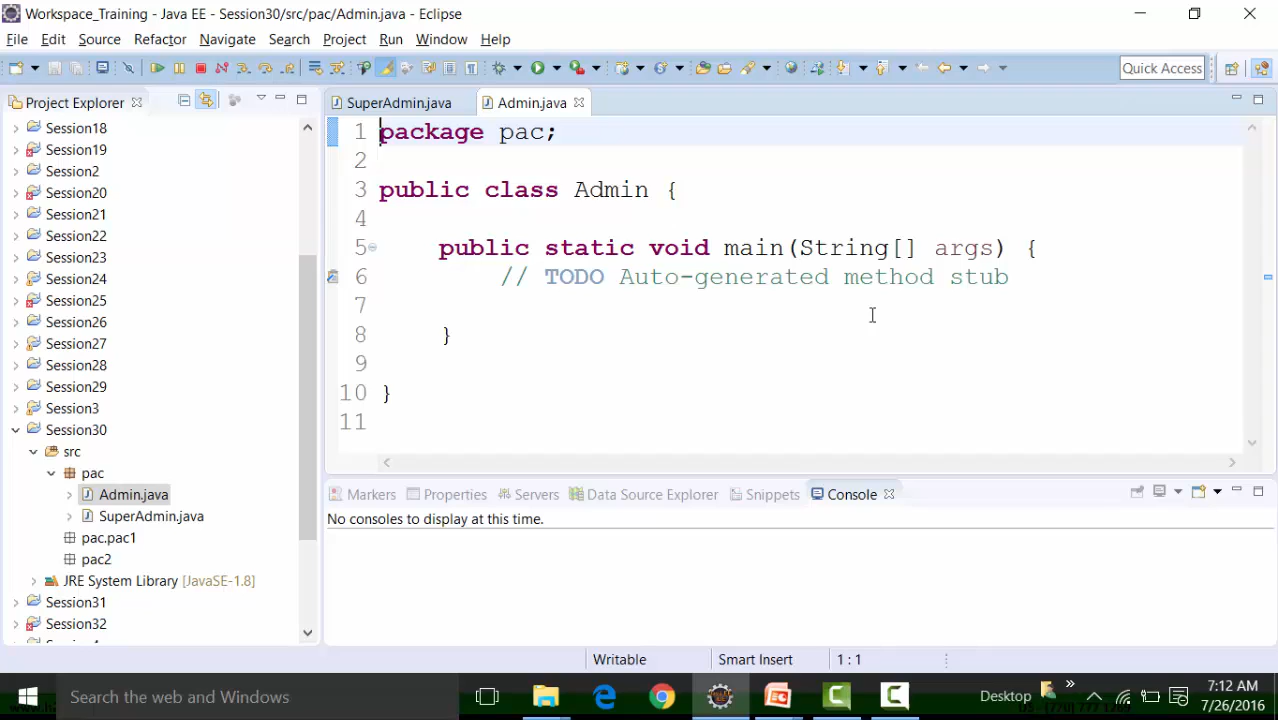 Workspace_Training - Java EE - Session30/src/pac/Admin.java - Eclipse
File Edit Source Refactor Navigate Search Project Run Window Help
Quick Access
Project Explorer
SuperAdmin.java Admin.java
Session18
Session19
Session2
Session20
Session21
Session22
Session23
Session24
Session25
Session26
Session27
Session28
Session29
Session3
Session30
src
pac
Admin.java
SuperAdmin.java
pac.pac1
pac2
JRE System Library [JavaSE-1.8]
Session31
Session32
1 package pac;
2
3 public class Admin {
4
5 public static void main(String[] args) {
6 // TODO Auto-generated method stub
7
8 }
9
10 }
11
Markers Properties Servers Data Source Explorer Snippets Console
No consoles to display at this time.
Writable Smart Insert 1 : 1
Search the web and Windows
Desktop
7:12 AM
7/26/2016